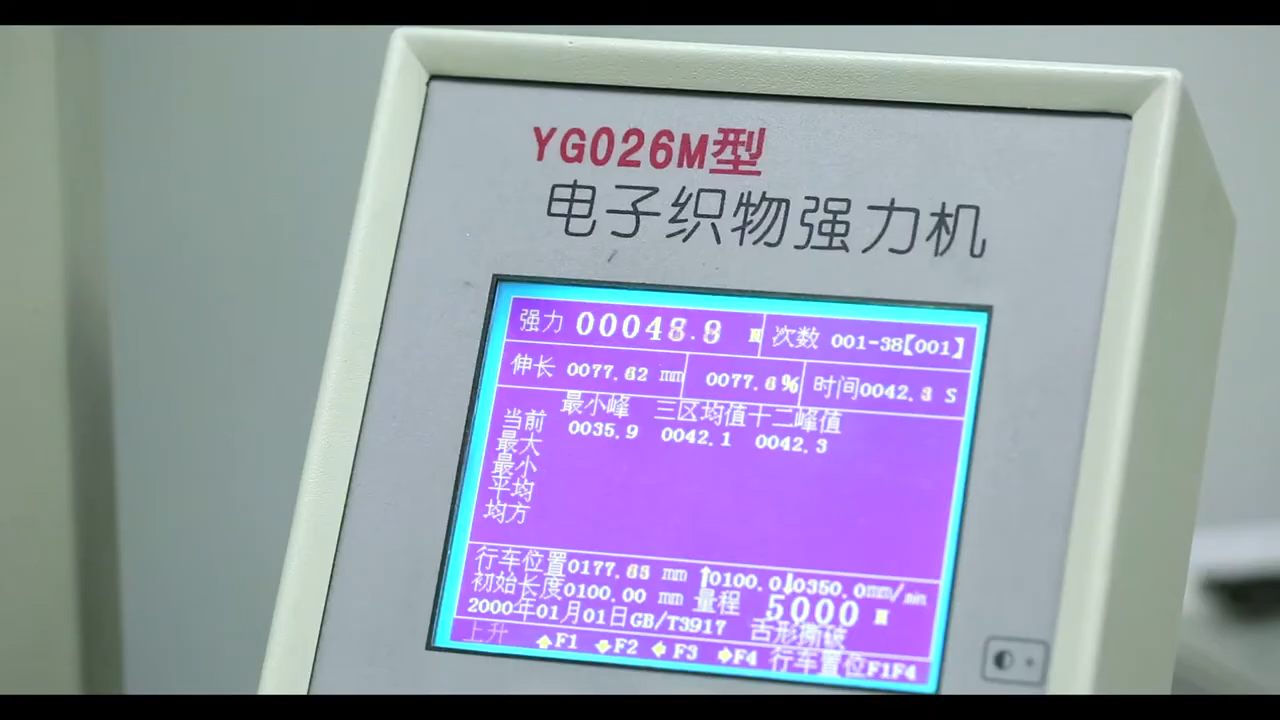 YG026M型
电子织物强力机
强力 00048.8 N 次数 001-38【001】
伸长 0077.62 mm 0077.6% 时间0042.3 S
最小峰 三区均值十二峰值
当前 0035.9 0042.1 0042.3
最大
最小
平均
均方
行车位置0177.65 mm ↑0100.0↓0350.0mm/min
初始长度0100.00 mm 量程 5000 N
2000年01月01日GB/T3917 舌形撕破
上升 F1 F2 F3 F4 行车置位F1F4